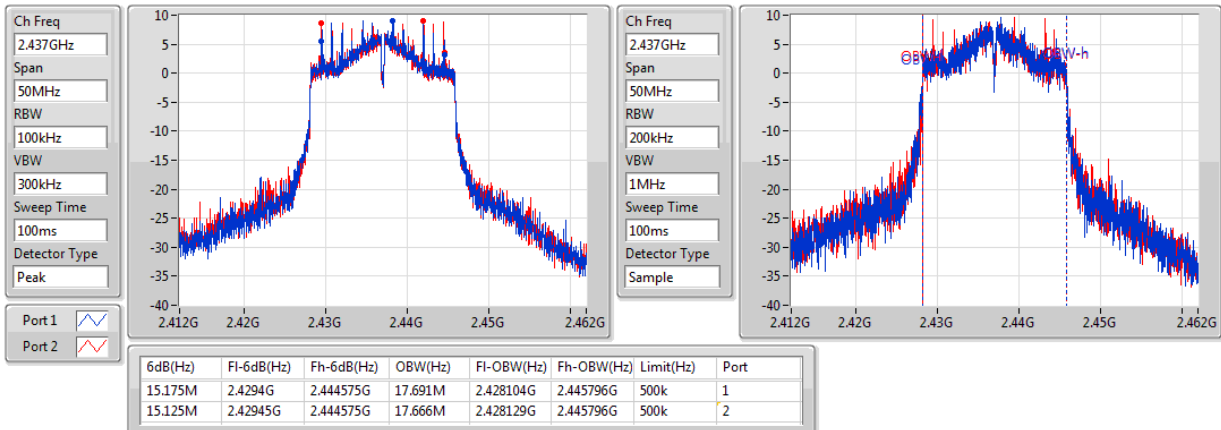 Ch Freq
2.437GHz
Span
50MHz
RBW
100kHz
VBW
300kHz
Sweep Time
100ms
Detector Type
Peak
Port 1
Port 2
10
5
0
-5
-10
-15
-20
-25
-30
-35
-40
2.412G 2.42G 2.43G 2.44G 2.45G 2.462G
Ch Freq
2.437GHz
Span
50MHz
RBW
200kHz
VBW
1MHz
Sweep Time
100ms
Detector Type
Sample
10
5
0
-5
-10
-15
-20
-25
-30
-35
-40
OBW-h
2.412G 2.43G 2.44G 2.45G 2.462G
6dB(Hz) Fl-6dB(Hz) Fh-6dB(Hz) OBW(Hz) Fl-OBW(Hz) Fh-OBW(Hz) Limit(Hz) Port
15.175M 2.4294G 2.444575G 17.691M 2.428104G 2.445796G 500k 1
15.125M 2.42945G 2.444575G 17.666M 2.428129G 2.445796G 500k 2